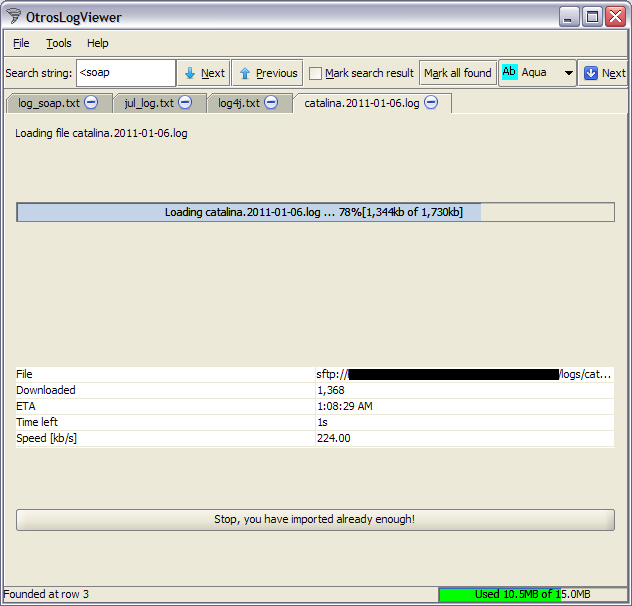 OtrosLogViewer
File Tools Help
Search string: <soap Next Previous Mark search result Mark all found Ab Aqua Next
log_soap.txt jul_log.txt log4j.txt catalina.2011-01-06.log
Loading file catalina.2011-01-06.log
Loading catalina.2011-01-06.log ... 78%[1,344kb of 1,730kb]
File sftp:// /logs/cat...
Downloaded 1,368
ETA 1:08:29 AM
Time left 1s
Speed [kb/s] 224.00
Stop, you have imported already enough!
Founded at row 3 Used 10.5MB of 15.0MB